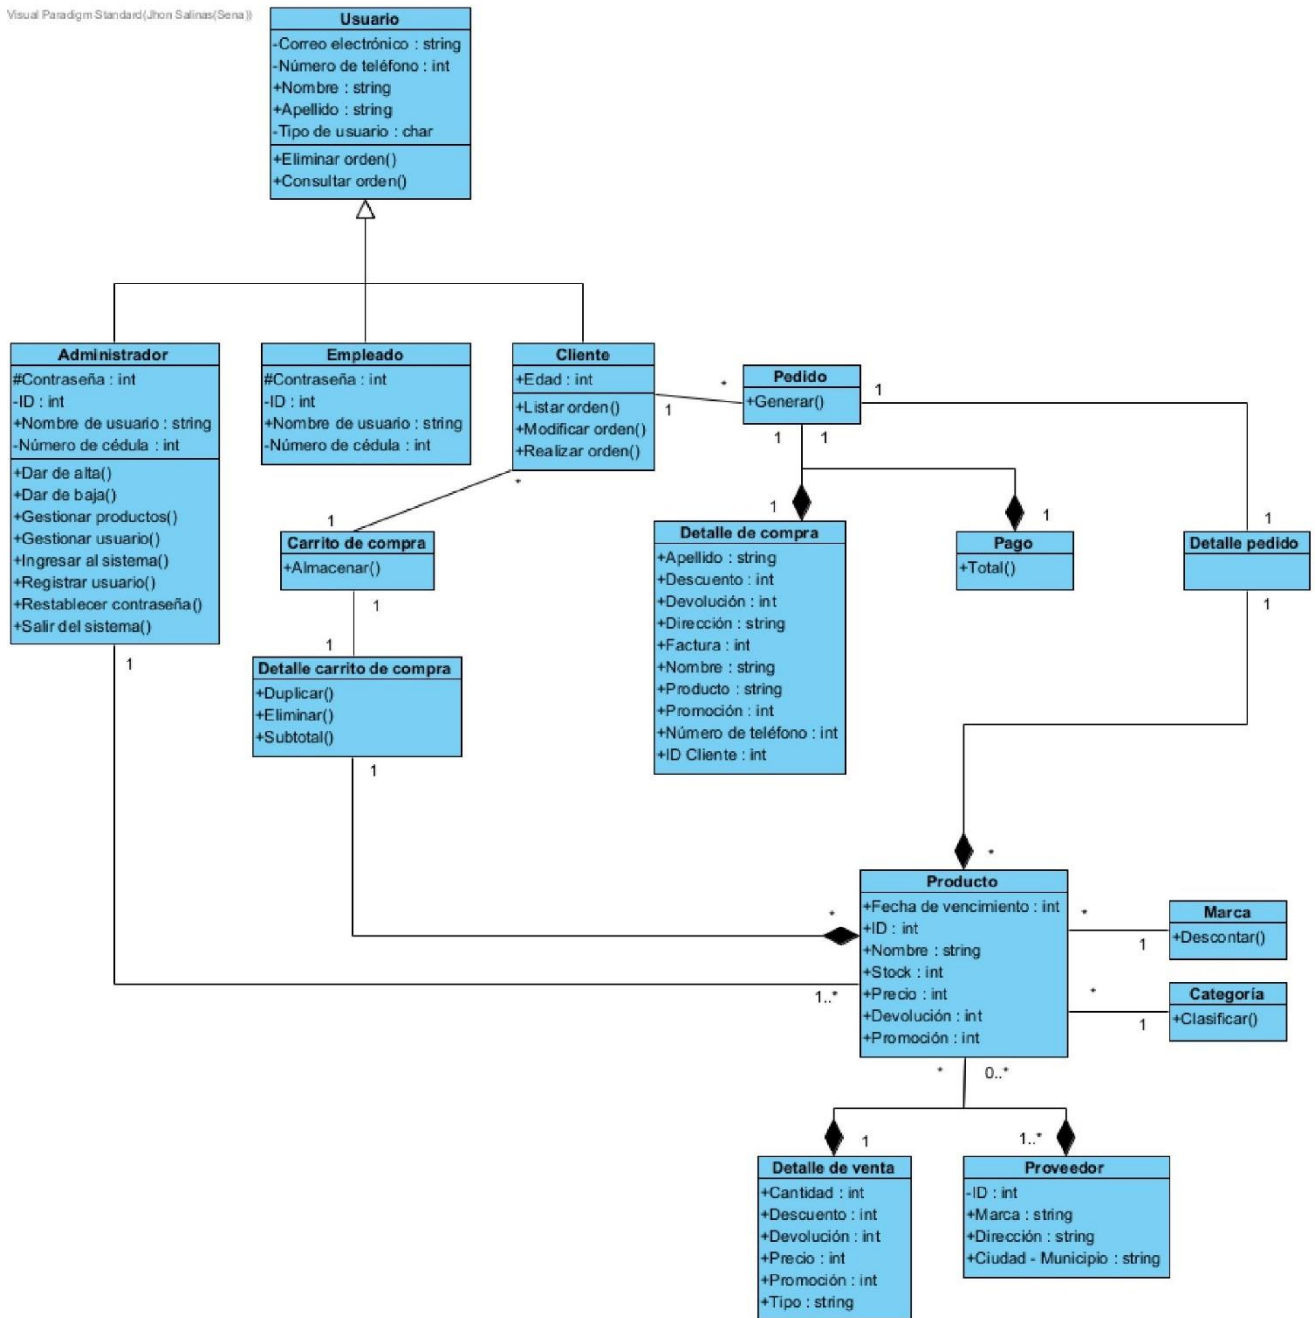 Visual Paradigm Standard(Jhon Salinas(Sena))
Usuario
-Correo electrónico : string
-Número de teléfono : int
+Nombre : string
+Apellido : string
-Tipo de usuario : char
+Eliminar orden()
+Consultar orden()
Administrador
#Contraseña : int
-ID : int
+Nombre de usuario : string
-Número de cédula : int
+Dar de alta()
+Dar de baja()
+Gestionar productos()
+Gestionar usuario()
+Ingresar al sistema()
+Registrar usuario()
+Restablecer contraseña()
+Salir del sistema()
1
Empleado
#Contraseña : int
-ID : int
+Nombre de usuario : string
-Número de cédula : int
Cliente
+Edad : int
+Listar orden()
+Modificar orden()
+Realizar orden()
1
*
*
Pedido
+Generar()
1
1
1
1
Carrito de compra
+Almacenar()
1
1
Detalle carrito de compra
+Duplicar()
+Eliminar()
+Subtotal()
1
1
Detalle de compra
+Apellido : string
+Descuento : int
+Devolución : int
+Dirección : string
+Factura : int
+Nombre : string
+Producto : string
+Promoción : int
+Número de teléfono : int
+ID Cliente : int
1
Pago
+Total()
1
Detalle pedido
1
*
*
1..*
Producto
+Fecha de vencimiento : int
+ID : int
+Nombre : string
+Stock : int
+Precio : int
+Devolución : int
+Promoción : int
*
1
Marca
+Descontar()
*
1
Categoría
+Clasificar()
*
0..*
1
Detalle de venta
+Cantidad : int
+Descuento : int
+Devolución : int
+Precio : int
+Promoción : int
+Tipo : string
1..*
Proveedor
-ID : int
+Marca : string
+Dirección : string
+Ciudad - Municipio : string